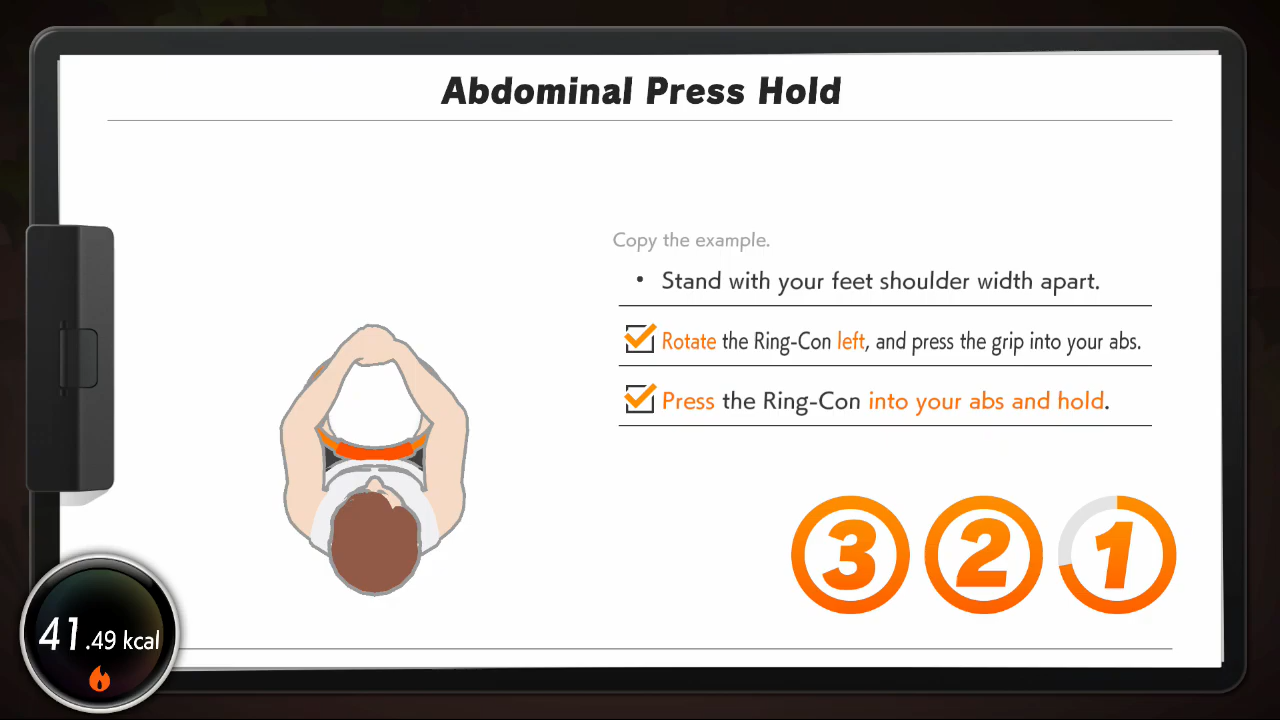 Abdominal Press Hold
Copy the example.
• Stand with your feet shoulder width apart.
Rotate the Ring-Con left, and press the grip into your abs.
Press the Ring-Con into your abs and hold.
3 2 1
41.49 kcal